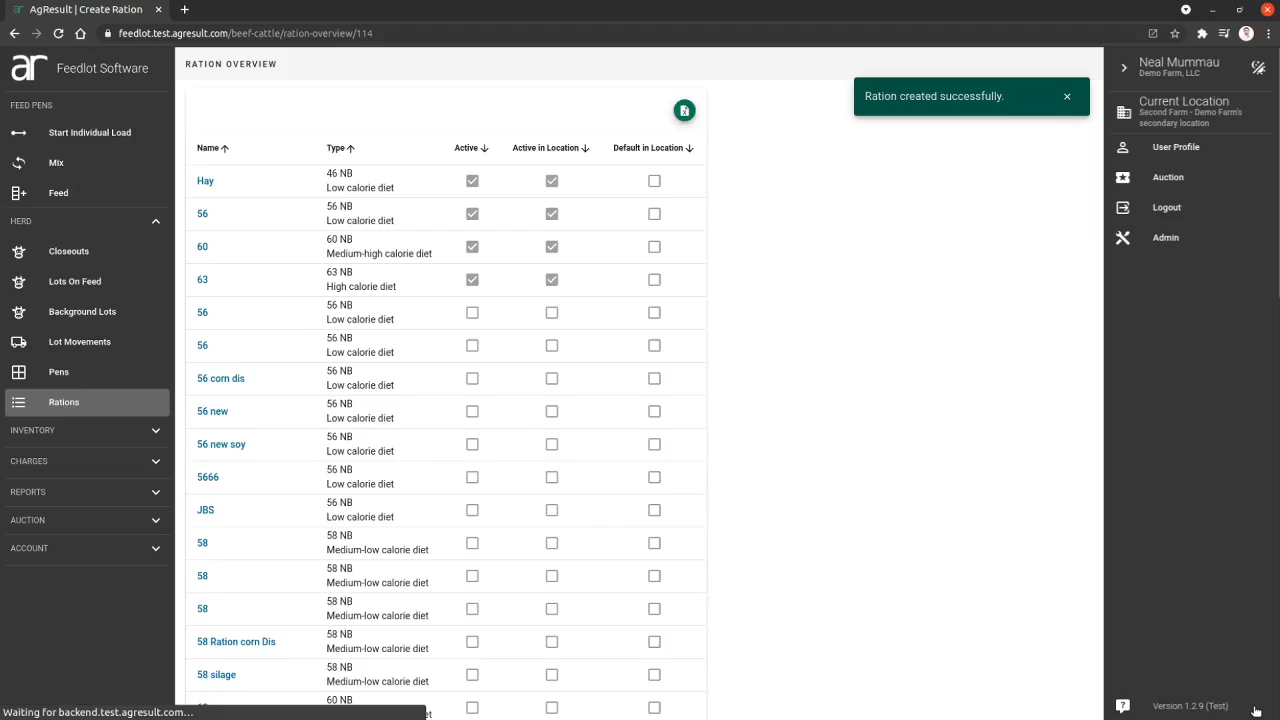 AgResult | Create Ration
feedlot.test.agresult.com/beef-cattle/ration-overview/114
ar Feedlot Software
FEED PENS
Start Individual Load
Mix
Feed
HERD
Closeouts
Lots On Feed
Background Lots
Lot Movements
Pens
Rations
INVENTORY
CHARGES
REPORTS
AUCTION
ACCOUNT
RATION OVERVIEW
Ration created successfully.
Name Type Active Active in Location Default in Location
Hay 46 NB
Low calorie diet
56 56 NB
Low calorie diet
60 60 NB
Medium-high calorie diet
63 63 NB
High calorie diet
56 56 NB
Low calorie diet
56 56 NB
Low calorie diet
56 corn dis 56 NB
Low calorie diet
56 new 56 NB
Low calorie diet
56 new soy 56 NB
Low calorie diet
5666 56 NB
Low calorie diet
JBS 56 NB
Low calorie diet
58 58 NB
Medium-low calorie diet
58 58 NB
Medium-low calorie diet
58 58 NB
Medium-low calorie diet
58 Ration corn Dis 58 NB
Medium-low calorie diet
58 silage 58 NB
Medium-low calorie diet
60 NB
Neal Mummau
Demo Farm, LLC
Current Location
Second Farm - Demo Farm's
secondary location
User Profile
Auction
Logout
Admin
Version 1.2.9 (Test)
Waiting for backend.test.agresult.com...